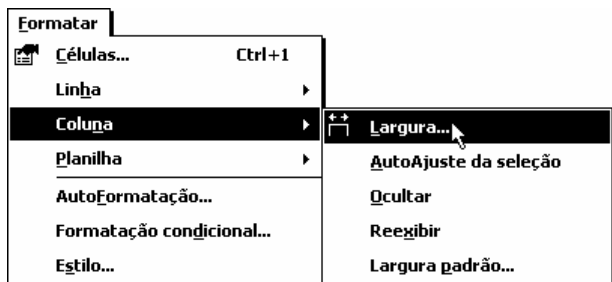 Formatar
Células... Ctrl+1
Linha
Coluna
Planilha
AutoFormatação...
Formatação condicional...
Estilo...
Largura...
AutoAjuste da seleção
Ocultar
Reexibir
Largura padrão...